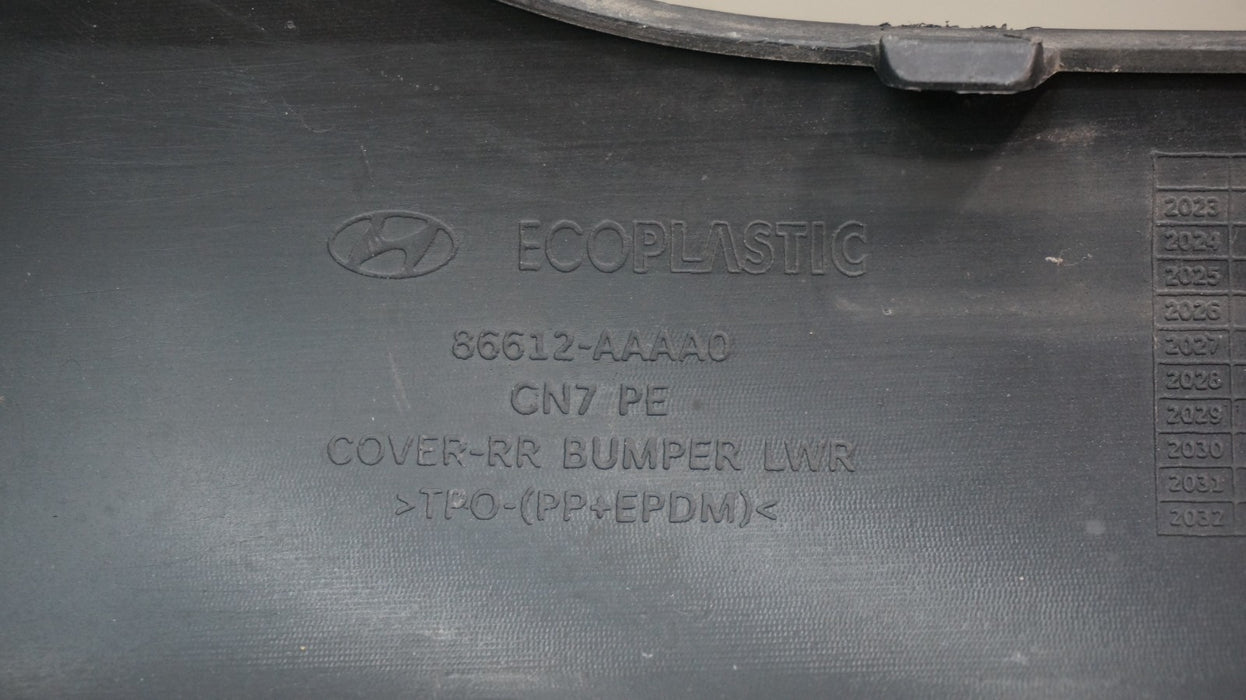 ECOPLASTIC
86612-AAAA0
CN7 PE
COVER-RR BUMPER LWR
>TPO-(PP+EPDM)<
2023
2024
2025
2026
2027
2028
2029
2030
2031
2032